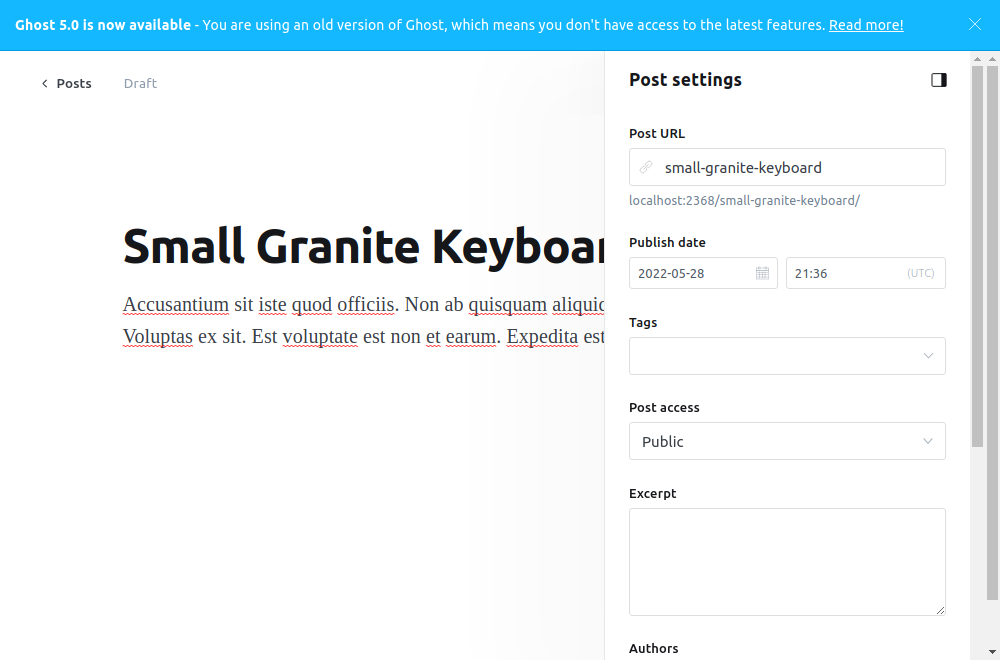 Ghost 5.0 is now available - You are using an old version of Ghost, which means you don't have access to the latest features. Read more!
Posts
Draft
Small Granite Keyboar
Accusantium sit iste quod officiis. Non ab quisquam aliquid
Voluptas ex sit. Est voluptate est non et earum. Expedita est
Post settings
Post URL
small-granite-keyboard
localhost:2368/small-granite-keyboard/
Publish date
2022-05-28
21:36 (UTC)
Tags
Post access
Public
Excerpt
Authors